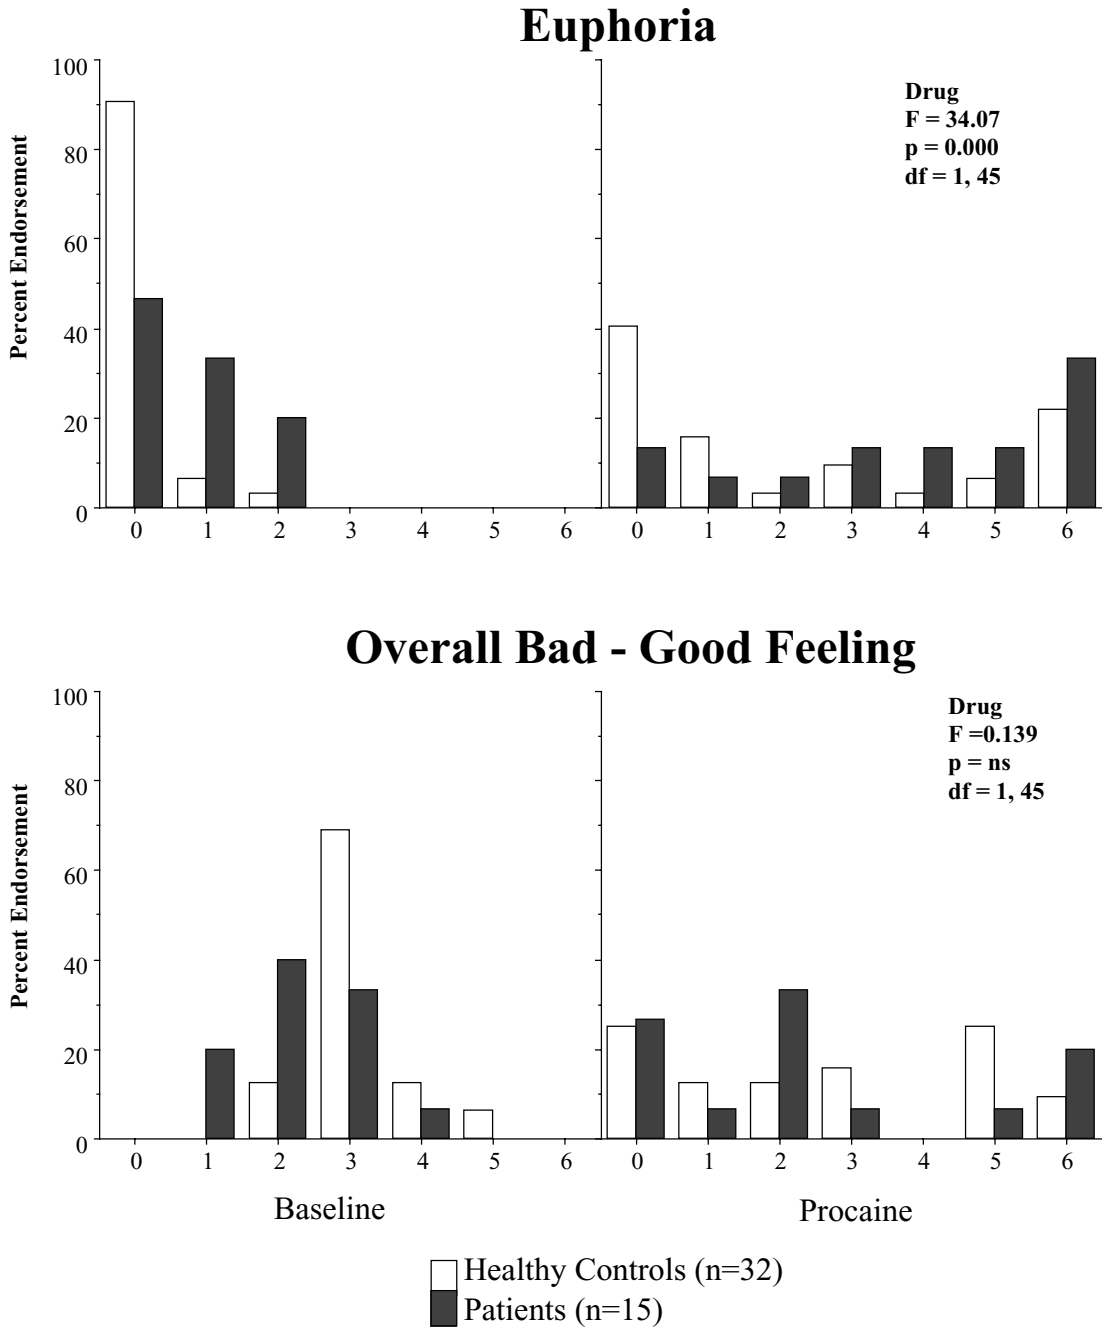 Euphoria
Percent Endorsement
100
80
60
40
20
0
0 1 2 3 4 5 6
0 1 2 3 4 5 6
Drug
F = 34.07
p = 0.000
df = 1, 45
Overall Bad - Good Feeling
Percent Endorsement
100
80
60
40
20
0
0 1 2 3 4 5 6
0 1 2 3 4 5 6
Drug
F =0.139
p = ns
df = 1, 45
Baseline
Procaine
Healthy Controls (n=32)
Patients (n=15)